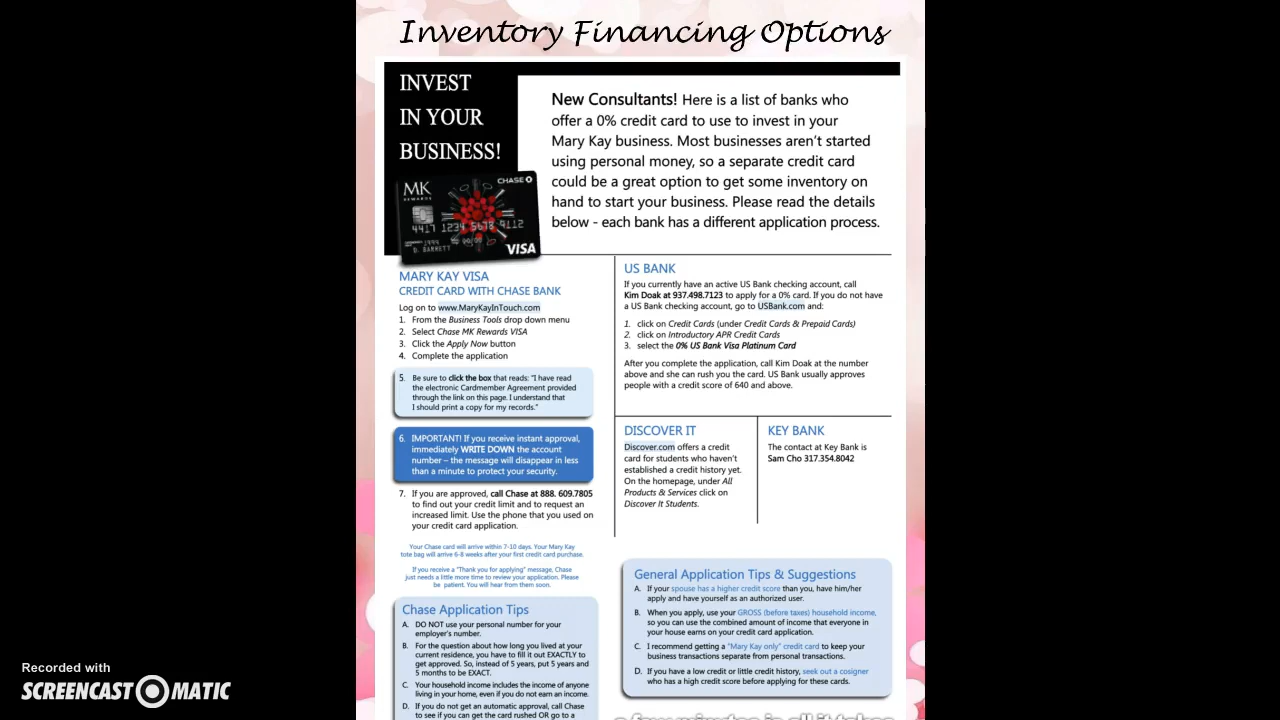 Inventory Financing Options
INVEST
IN YOUR
BUSINESS!
New Consultants! Here is a list of banks who
offer a 0% credit card to use to invest in your
Mary Kay business. Most businesses aren't started
using personal money, so a separate credit card
could be a great option to get some inventory on
hand to start your business. Please read the details
below - each bank has a different application process.
MK
REWARDS
CHASE
4417 1234 5678 9112
D. BARRETT
VISA
MARY KAY VISA
CREDIT CARD WITH CHASE BANK
Log on to www.MaryKayInTouch.com
1. From the Business Tools drop down menu
2. Select Chase MK Rewards VISA
3. Click the Apply Now button
4. Complete the application
5. Be sure to click the box that reads: "I have read
the electronic Cardmember Agreement provided
through the link on this page. I understand that
I should print a copy for my records."
6. IMPORTANT! If you receive instant approval,
immediately WRITE DOWN the account
number – the message will disappear in less
than a minute to protect your security.
7. If you are approved, call Chase at 888. 609.7805
to find out your credit limit and to request an
increased limit. Use the phone that you used on
your credit card application.
Your Chase card will arrive within 7-10 days. Your Mary Kay
tote bag will arrive 6-8 weeks after your first credit card purchase.
If you receive a "Thank you for applying" message, Chase
just needs a little more time to review your application. Please
be patient. You will hear from them soon.
Chase Application Tips
A. DO NOT use your personal number for your
employer's number.
B. For the question about how long you lived at your
current residence, you have to fill it out EXACTLY to
get approved. So, instead of 5 years, put 5 years and
5 months to be EXACT.
C. Your household income includes the income of anyone
living in your home, even if you do not earn an income.
D. If you do not get an automatic approval, call Chase
to see if you can get the card rushed OR go to a
US BANK
If you currently have an active US Bank checking account, call
Kim Doak at 937.498.7123 to apply for a 0% card. If you do not have
a US Bank checking account, go to USBank.com and:
1. click on Credit Cards (under Credit Cards & Prepaid Cards)
2. click on Introductory APR Credit Cards
3. select the 0% US Bank Visa Platinum Card
After you complete the application, call Kim Doak at the number
above and she can rush you the card. US Bank usually approves
people with a credit score of 640 and above.
DISCOVER IT
Discover.com offers a credit
card for students who haven't
established a credit history yet.
On the homepage, under All
Products & Services click on
Discover It Students.
KEY BANK
The contact at Key Bank is
Sam Cho 317.354.8042
General Application Tips & Suggestions
A. If your spouse has a higher credit score than you, have him/her
apply and have yourself as an authorized user.
B. When you apply, use your GROSS (before taxes) household income,
so you can use the combined amount of income that everyone in
your house earns on your credit card application.
C. I recommend getting a "Mary Kay only" credit card to keep your
business transactions separate from personal transactions.
D. If you have a low credit or little credit history, seek out a cosigner
who has a high credit score before applying for these cards.
a few minutes is all it takes
Recorded with
SCREENCAST-O-MATIC